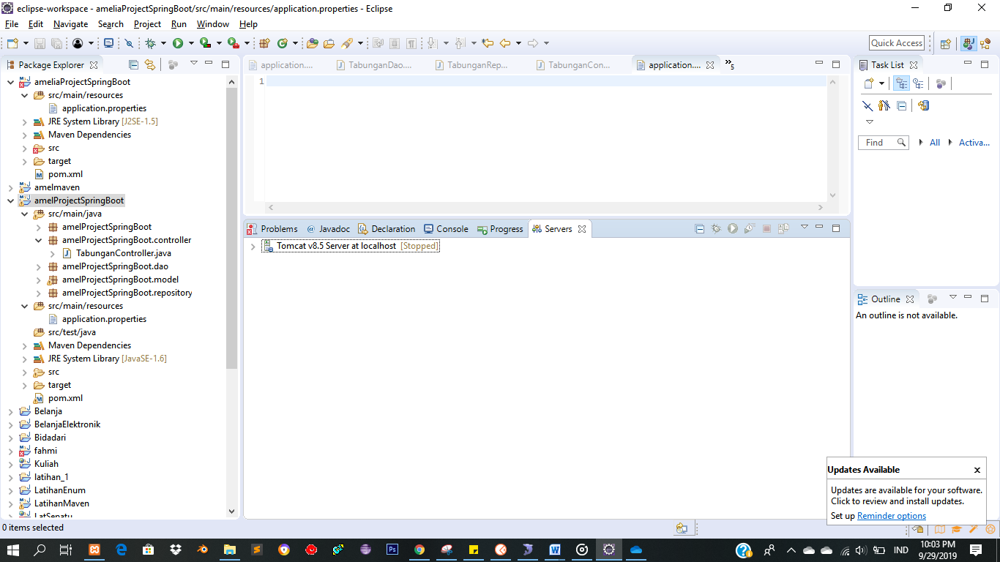 eclipse-workspace - ameliaProjectSpringBoot/src/main/resources/application.properties - Eclipse
File Edit Navigate Search Project Run Window Help
Quick Access
Package Explorer
ameliaProjectSpringBoot
src/main/resources
application.properties
JRE System Library [J2SE-1.5]
Maven Dependencies
src
target
pom.xml
amelmaven
amelProjectSpringBoot
src/main/java
amelProjectSpringBoot
amelProjectSpringBoot.controller
TabunganController.java
amelProjectSpringBoot.dao
amelProjectSpringBoot.model
amelProjectSpringBoot.repository
src/main/resources
application.properties
src/test/java
Maven Dependencies
JRE System Library [JavaSE-1.6]
src
target
pom.xml
Belanja
BelanjaElektronik
Bidadari
fahmi
Kuliah
latihan_1
LatihanEnum
LatihanMaven
LatSepatu
application.... TabunganDao.... TabunganRep... TabunganCon... application.... »5
1
Problems @ Javadoc Declaration Console Progress Servers
Tomcat v8.5 Server at localhost [Stopped]
Task List
Find All Activa...
Outline
An outline is not available.
Updates Available x
Updates are available for your software.
Click to review and install updates.
Set up Reminder options
0 items selected
Ps
IND
10:03 PM
9/29/2019